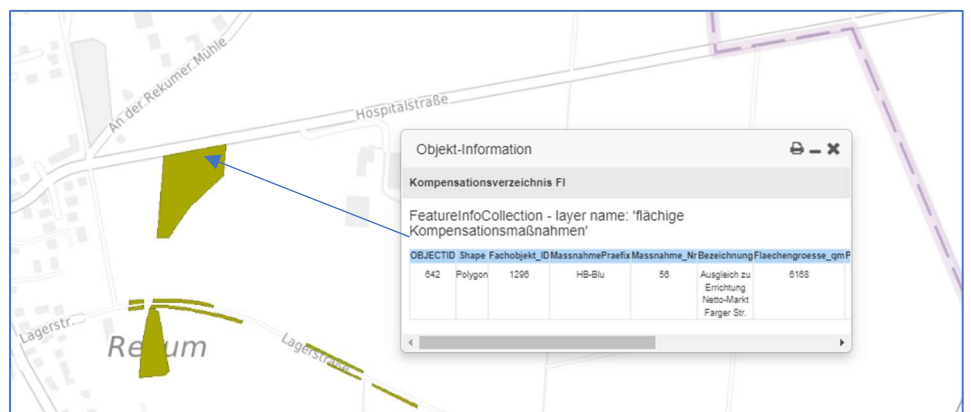 An der Rekumer Mühle
Hospitalstraße
Objekt-Information
Kompensationsverzeichnis FI
FeatureInfoCollection - layer name: 'flächige
Kompensationsmaßnahmen'
OBJECTID Shape Fachobjekt_ID MassnahmePraefix Massnahme_Nr Bezeichnung Flaechengroesse_qm P
642 Polygon 1296 HB-Blu 56 Ausgleich zu 6168
Errichtung
Netto-Markt
Farger Str.
Lagerstr.
Rekum
Lagerstraße